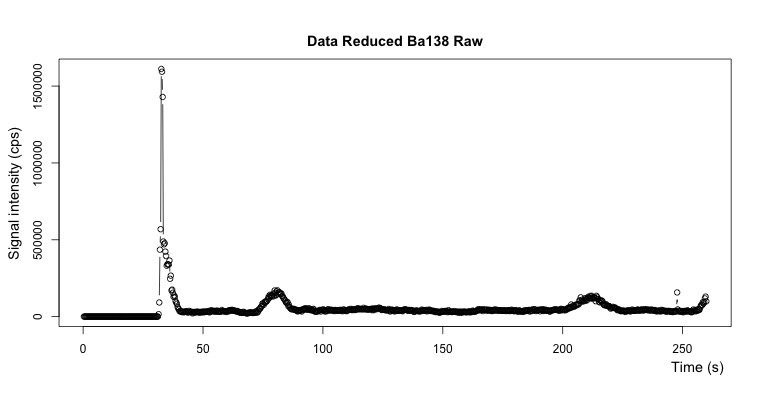 Data Reduced Ba138 Raw
Signal intensity (cps)
1500000
1000000
500000
0
0 50 100 150 200 250
Time (s)